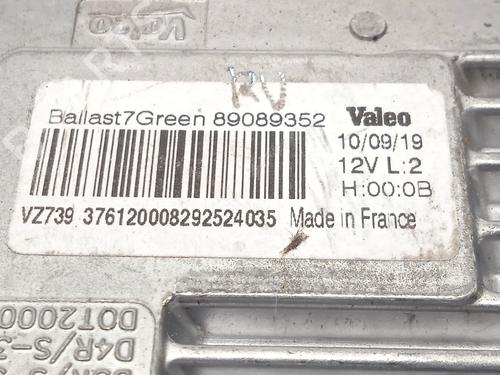 Valeo
RV
Ballast7Green 89089352 Valeo
10/09/19
12V L:2
H:00:0B
VZ739 376120008292524035 Made in France
DOT2000
D4R/S-3